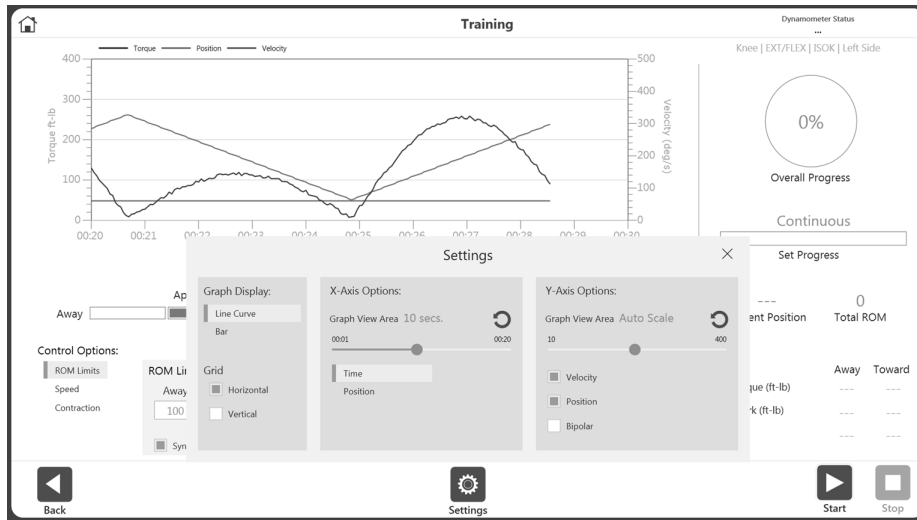 Training
Dynamometer Status
...
Knee | EXT/FLEX | ISOK | Left Side
Torque Position Velocity
400
300
200
100
0
Torque ft-lb
500
400
300
200
100
0
Velocity (deg/s)
00:20 00:21 00:22 00:23 00:24 00:25 00:26 00:27 00:28 00:29 00:30
0%
Overall Progress
Continuous
Set Progress
Ap
Away
---
ent Position
0
Total ROM
Control Options:
ROM Limits
Speed
Contraction
ROM Li
Away
100
Syn
Settings
Graph Display:
Line Curve
Bar
Grid
Horizontal
Vertical
X-Axis Options:
Graph View Area 10 secs.
00:01 00:20
Time
Position
Y-Axis Options:
Graph View Area Auto Scale
10 400
Velocity
Position
Bipolar
Away Toward
que (ft-lb) --- ---
rk (ft-lb) --- ---
--- ---
Back
Settings
Start
Stop